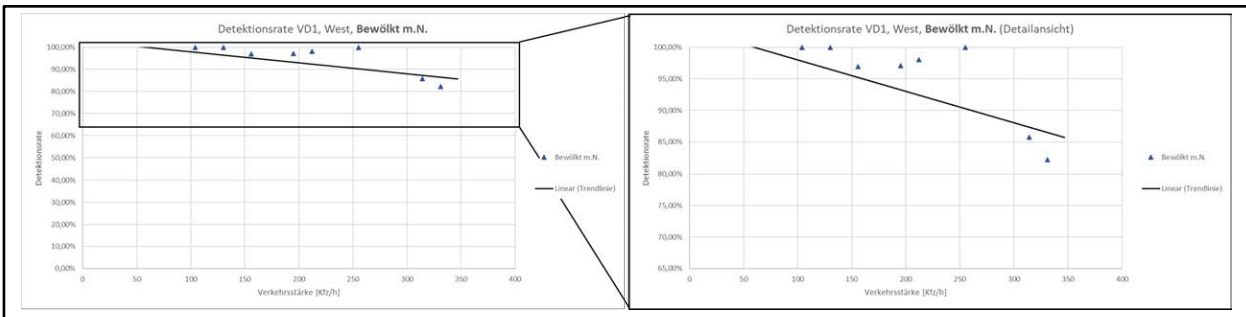 Detektionsrate VD1, West, Bewölkt m.N.
100,00%
90,00%
80,00%
70,00%
60,00%
50,00%
40,00%
30,00%
20,00%
10,00%
0,00%
Detektionsrate
0 50 100 150 200 250 300 350 400
Verkehrsstärke [Kfz/h]
Bewölkt m.N.
Linear (Trendlinie)
Detektionsrate VD1, West, Bewölkt m.N. (Detailansicht)
100,00%
95,00%
90,00%
85,00%
80,00%
75,00%
70,00%
65,00%
Detektionsrate
0 50 100 150 200 250 300 350 400
Verkehrsstärke [Kfz/h]
Bewölkt m.N.
Linear (Trendlinie)